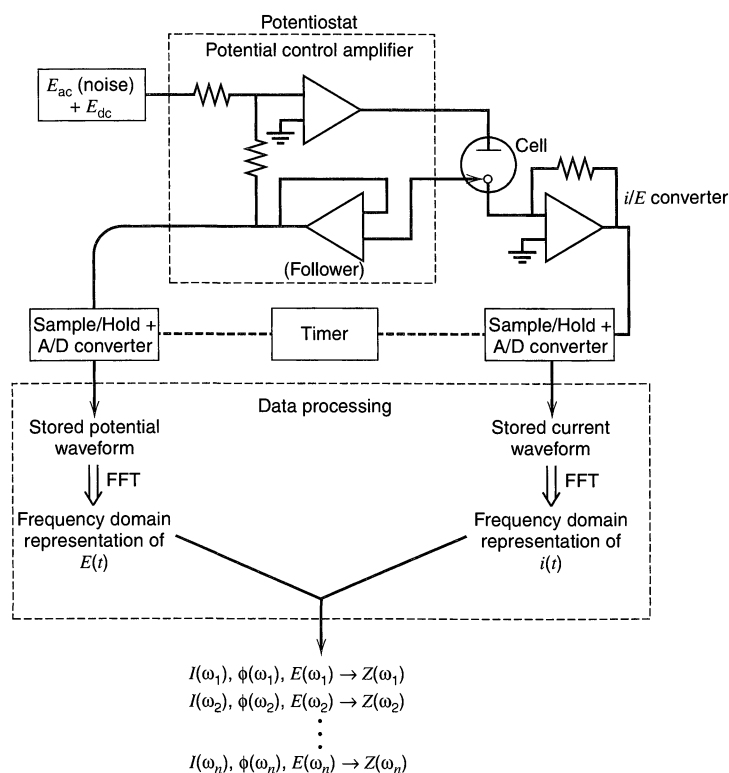 Potentiostat
Potential control amplifier
E_ac (noise)
+ E_dc
Cell
i/E converter
(Follower)
Sample/Hold +
A/D converter
Timer
Sample/Hold +
A/D converter
Data processing
Stored potential
waveform
FFT
Frequency domain
representation of
E(t)
Stored current
waveform
FFT
Frequency domain
representation of
i(t)
I(ω₁), ϕ(ω₁), E(ω₁) → Z(ω₁)
I(ω₂), ϕ(ω₂), E(ω₂) → Z(ω₂)
I(ωₙ), ϕ(ωₙ), E(ωₙ) → Z(ωₙ)